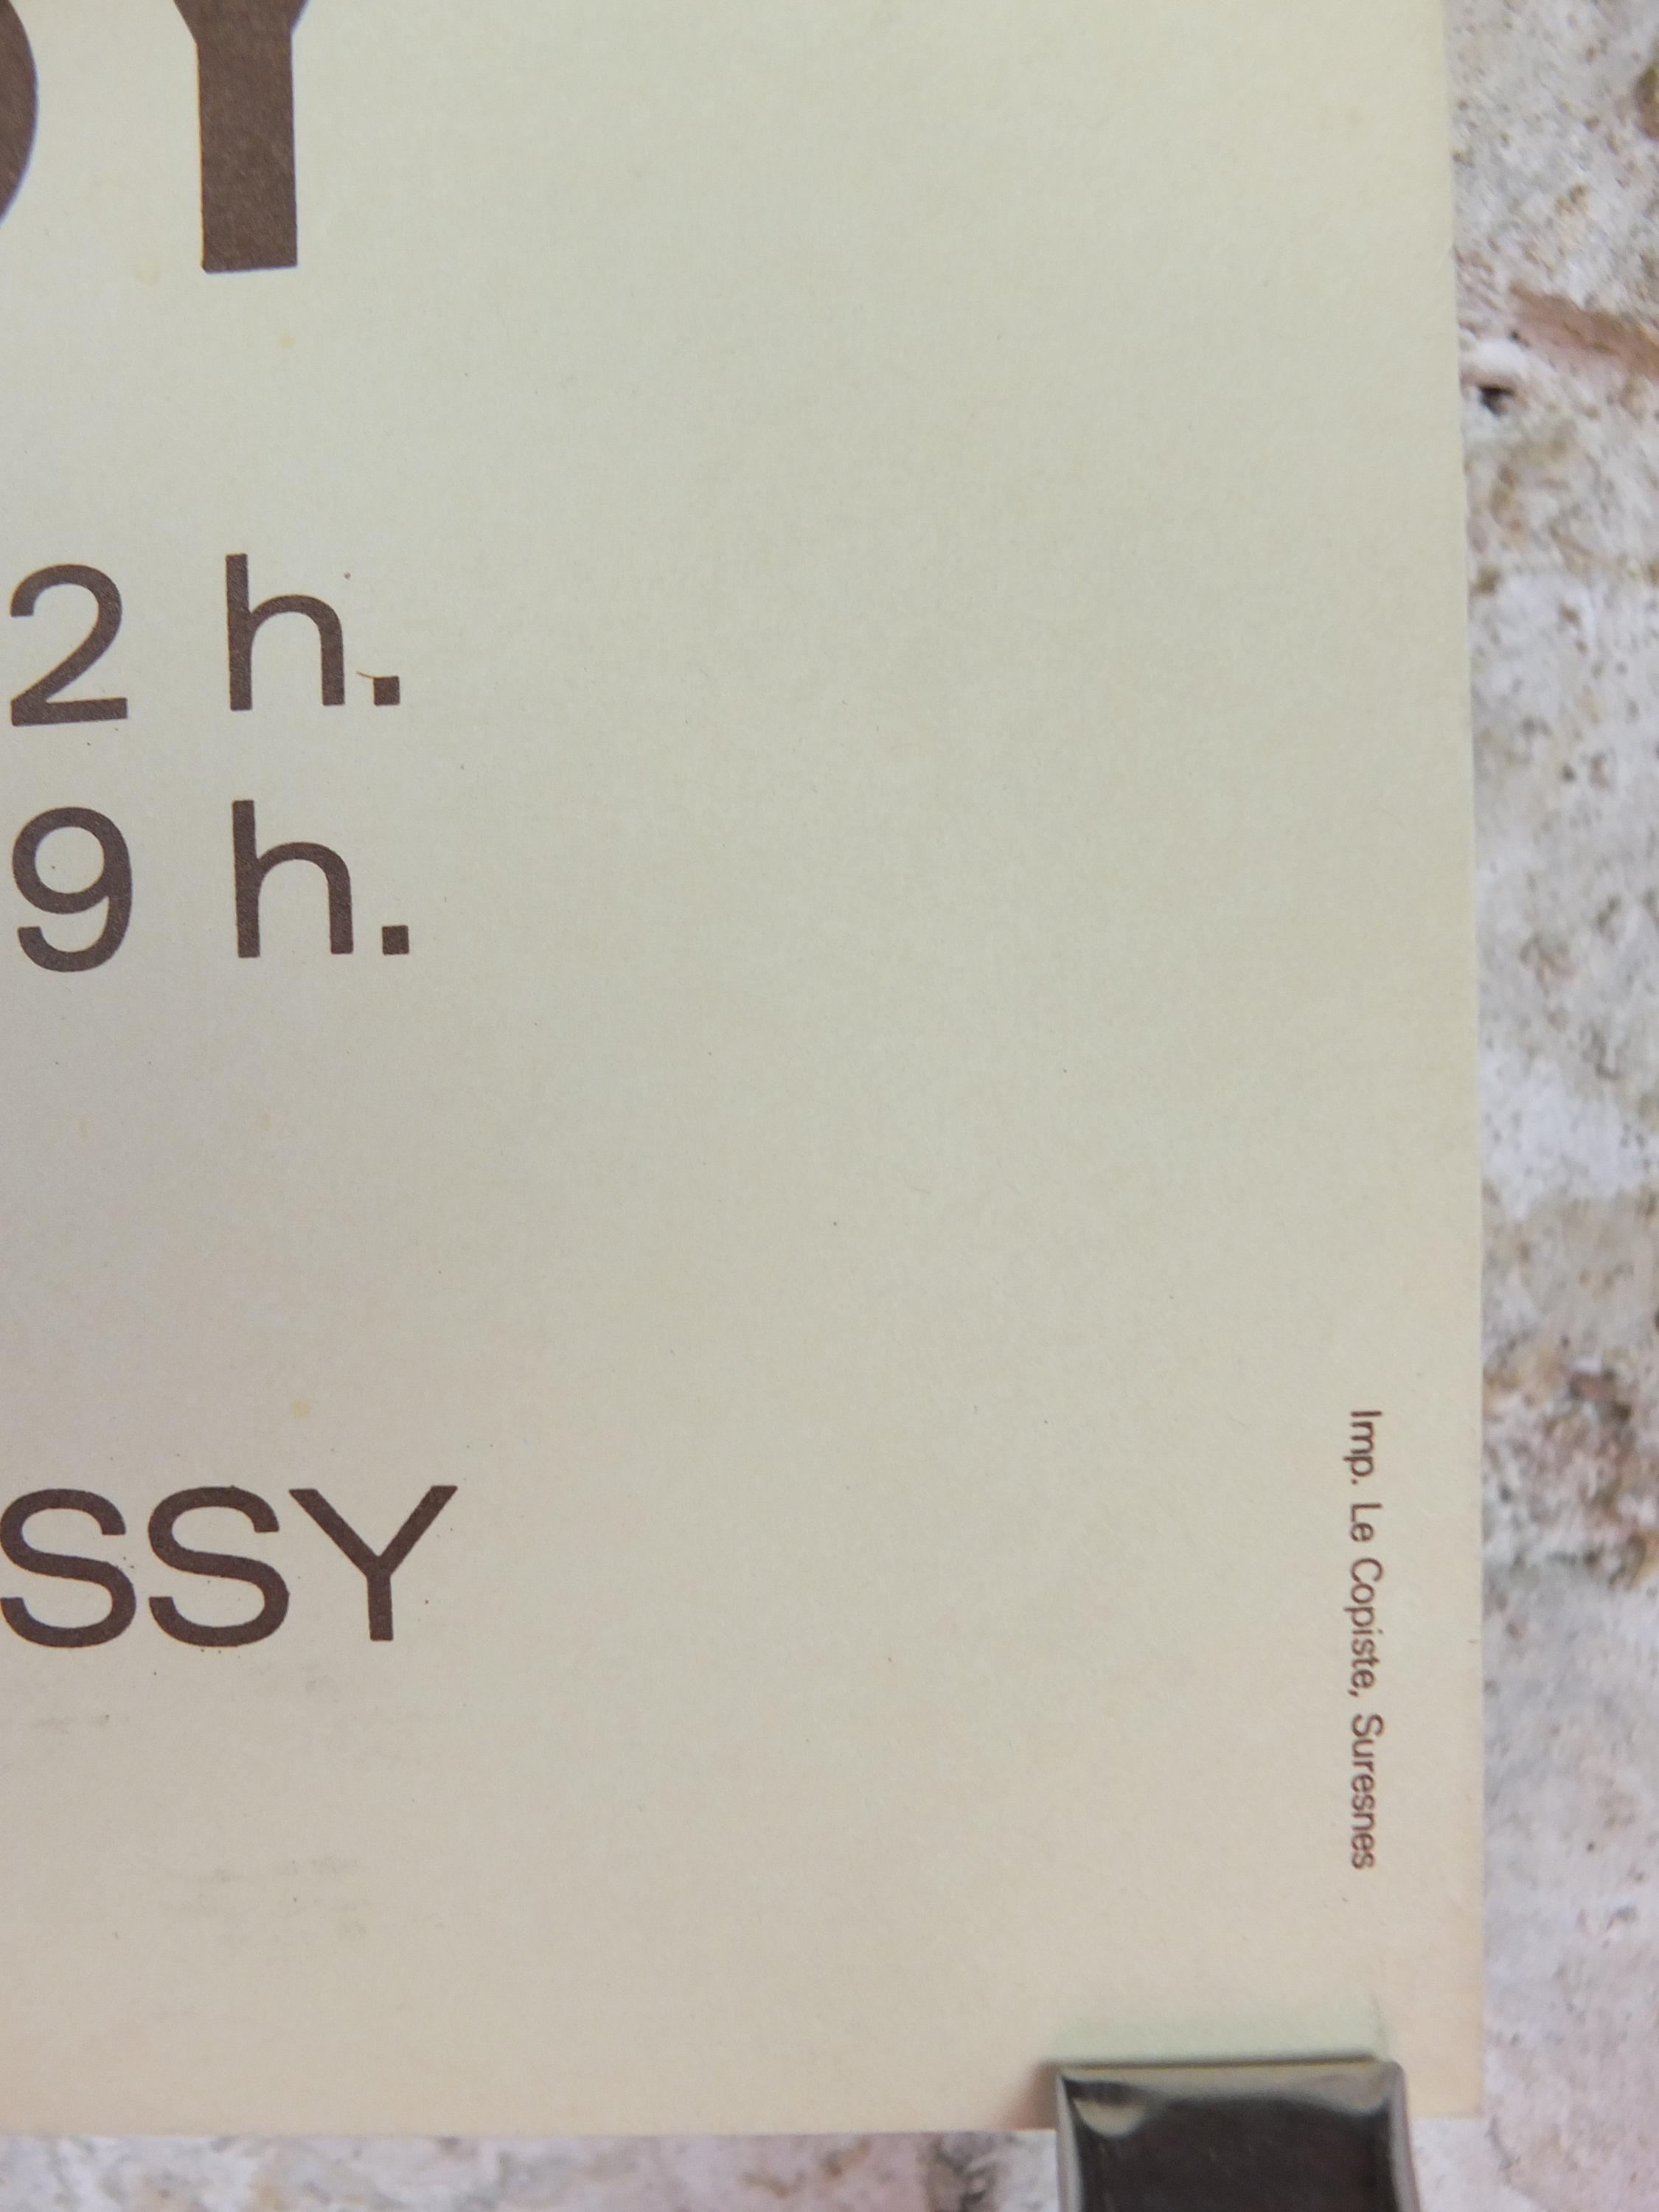 Y
2 h.
9 h.
SSY
Imp. Le Copiste, Suresnes